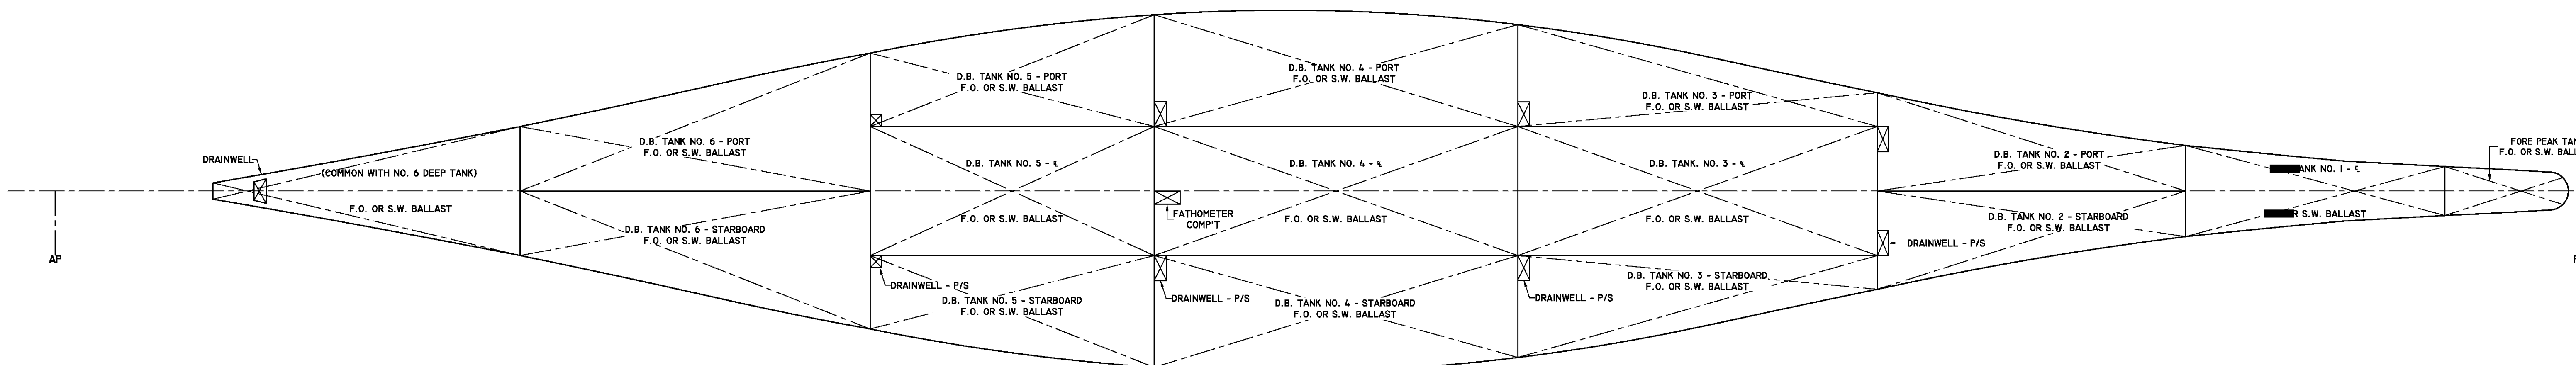 DRAINWELL
(COMMON WITH NO. 6 DEEP TANK)
F.O. OR S.W. BALLAST
AP
D.B. TANK NO. 6 - PORT
F.O. OR S.W. BALLAST
D.B. TANK NO. 6 - STARBOARD
F.O. OR S.W. BALLAST
D.B. TANK NO. 5 - PORT
F.O. OR S.W. BALLAST
D.B. TANK NO. 5 - ℄
F.O. OR S.W. BALLAST
DRAINWELL - P/S
D.B. TANK NO. 5 - STARBOARD
F.O. OR S.W. BALLAST
D.B. TANK NO. 4 - PORT
F.O. OR S.W. BALLAST
D.B. TANK NO. 4 - ℄
F.O. OR S.W. BALLAST
FATHOMETER
COMP'T
DRAINWELL - P/S
D.B. TANK NO. 4 - STARBOARD
F.O. OR S.W. BALLAST
D.B. TANK NO. 3 - PORT
F.O. OR S.W. BALLAST
D.B. TANK. NO. 3 - ℄
F.O. OR S.W. BALLAST
D.B. TANK NO. 3 - STARBOARD
F.O. OR S.W. BALLAST
DRAINWELL - P/S
DRAINWELL - P/S
D.B. TANK NO. 2 - PORT
F.O. OR S.W. BALLAST
D.B. TANK NO. 2 - STARBOARD
F.O. OR S.W. BALLAST
NO. 1 - ℄
S.W. BALLAST
FORE PEAK
F.O. OR S.W.